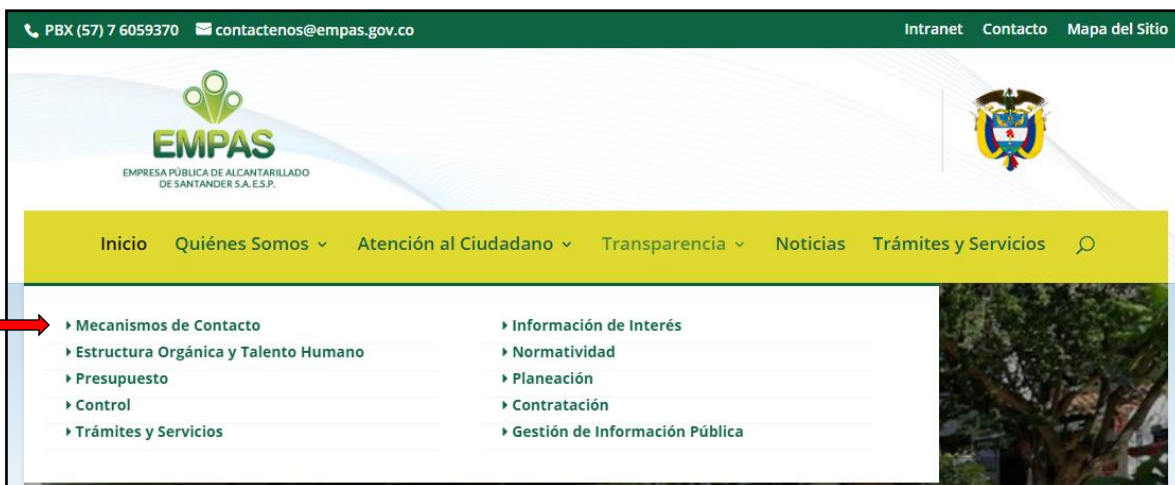 PBX (57) 7 6059370 contactenos@empas.gov.co Intranet Contacto Mapa del Sitio
EMPAS
EMPRESA PÚBLICA DE ALCANTARILLADO
DE SANTANDER S.A. E.S.P.
Inicio Quiénes Somos Atención al Ciudadano Transparencia Noticias Trámites y Servicios
Mecanismos de Contacto
Estructura Orgánica y Talento Humano
Presupuesto
Control
Trámites y Servicios
Información de Interés
Normatividad
Planeación
Contratación
Gestión de Información Pública